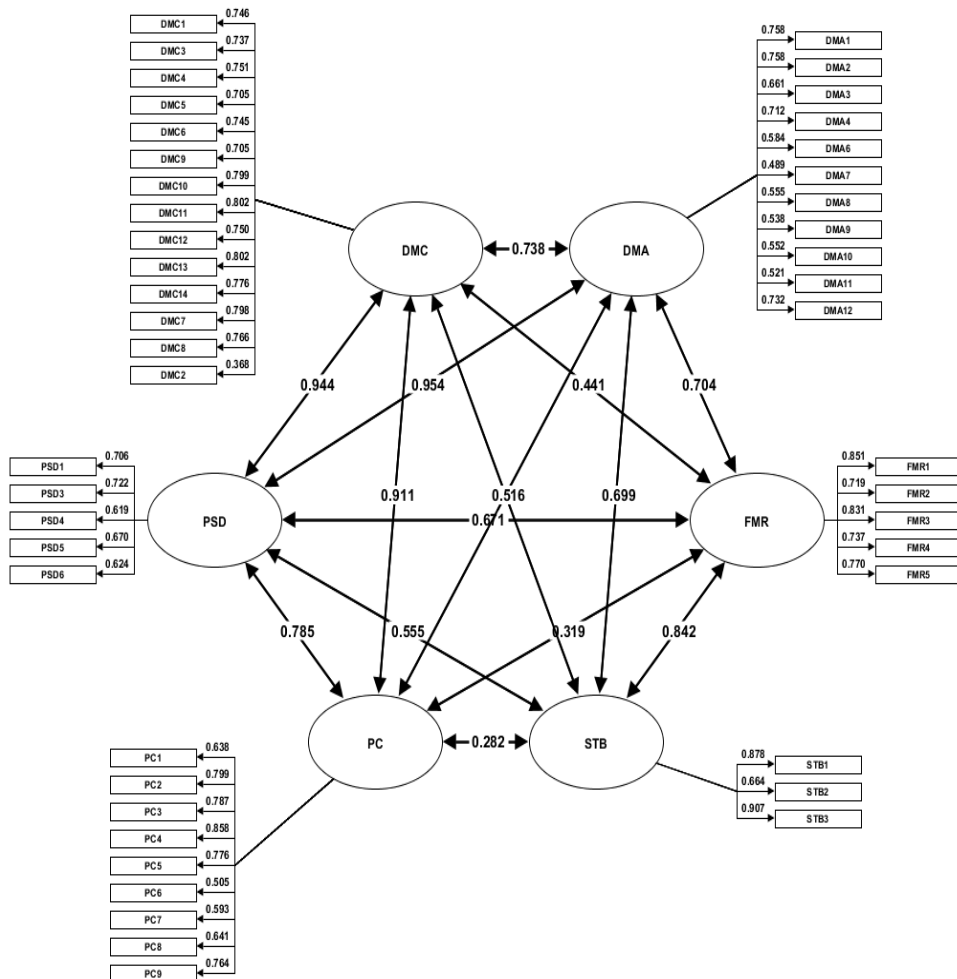 DMC1 0.746
DMC3 0.737
DMC4 0.751
DMC5 0.705
DMC6 0.745
DMC9 0.705
DMC10 0.799
DMC11 0.802
DMC12 0.750
DMC13 0.802
DMC14 0.776
DMC7 0.798
DMC8 0.766
DMC2 0.368
0.758 DMA1
0.758 DMA2
0.661 DMA3
0.712 DMA4
0.584 DMA6
0.489 DMA7
0.555 DMA8
0.538 DMA9
0.552 DMA10
0.521 DMA11
0.732 DMA12
DMC 0.738 DMA
0.944 0.954 0.441 0.704
PSD1 0.706
PSD3 0.722
PSD4 0.619
PSD5 0.670
PSD6 0.624
PSD
0.911 0.516 0.699
0.671
FMR
0.851 FMR1
0.719 FMR2
0.831 FMR3
0.737 FMR4
0.770 FMR5
0.785 0.555 0.319 0.842
PC 0.282 STB
PC1 0.638
PC2 0.799
PC3 0.787
PC4 0.858
PC5 0.776
PC6 0.505
PC7 0.593
PC8 0.641
PC9 0.764
0.878 STB1
0.664 STB2
0.907 STB3